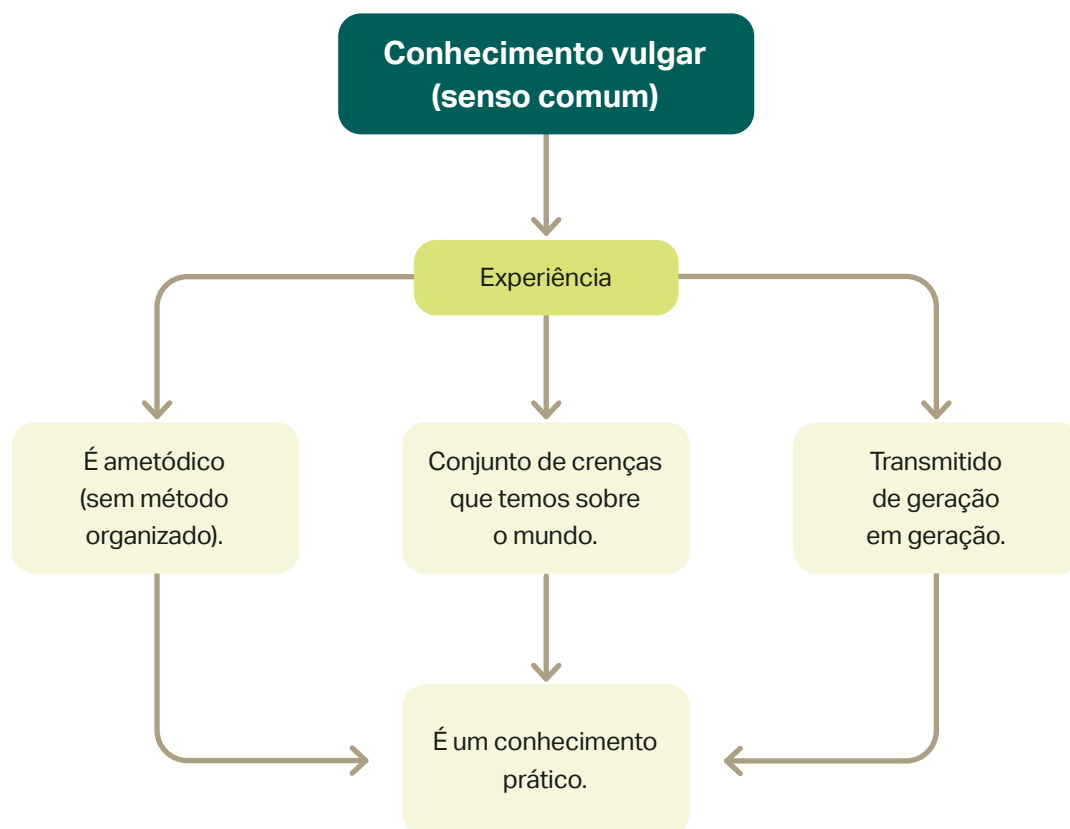 Conhecimento vulgar
(senso comum)
Experiência
É ametódico
(sem método
organizado).
Conjunto de crenças
que temos sobre
o mundo.
Transmitido
de geração
em geração.
É um conhecimento
prático.